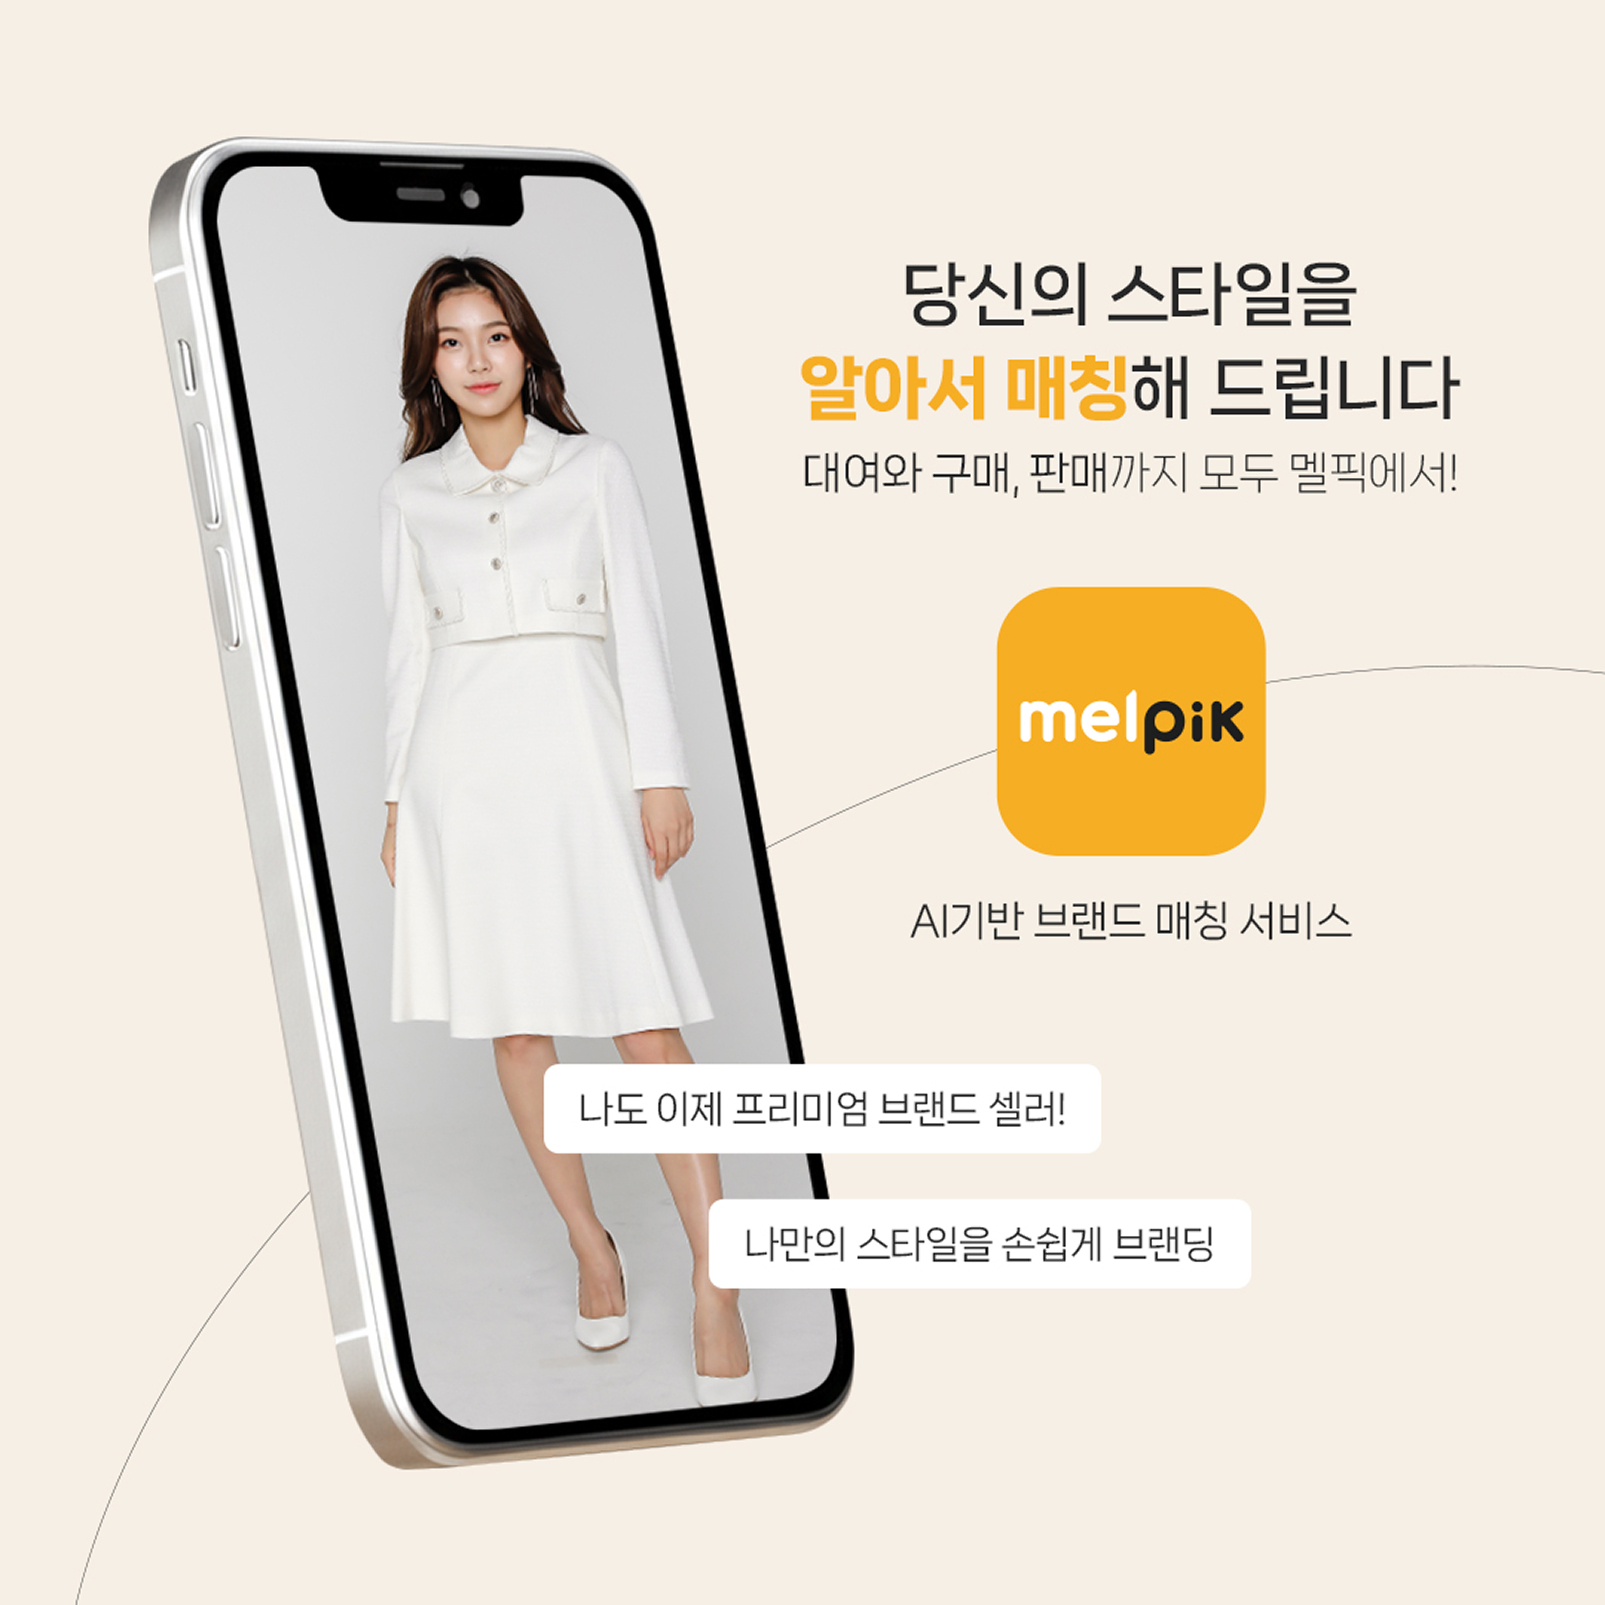 당신의 스타일을
알아서 매칭해 드립니다
대여와 구매, 판매까지 모두 멜픽에서!
melpik
AI기반 브랜드 매칭 서비스
나도 이제 프리미엄 브랜드 셀러!
나만의 스타일을 손쉽게 브랜딩